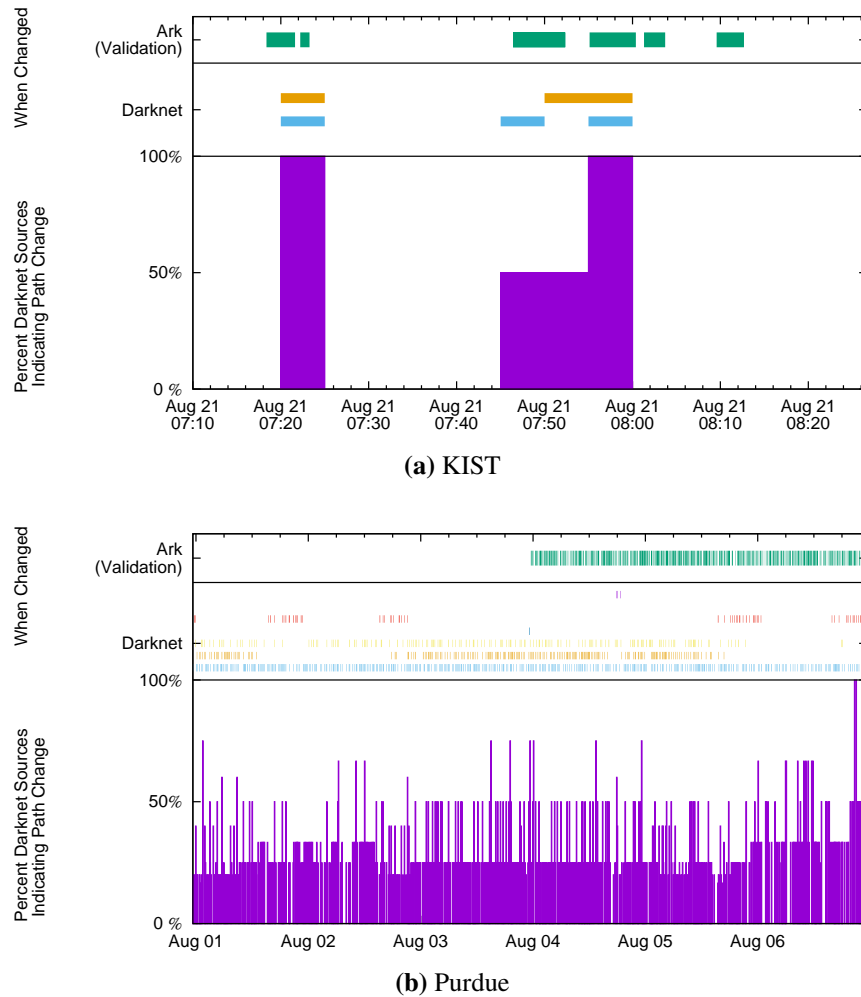 When Changed
Ark
(Validation)
Darknet
Percent Darknet Sources
Indicating Path Change
100%
50%
0 %
Aug 21 Aug 21 Aug 21 Aug 21 Aug 21 Aug 21 Aug 21 Aug 21
07:10 07:20 07:30 07:40 07:50 08:00 08:10 08:20
(a) KIST
When Changed
Ark
(Validation)
Darknet
Percent Darknet Sources
Indicating Path Change
100%
50%
0 %
Aug 01 Aug 02 Aug 03 Aug 04 Aug 05 Aug 06
(b) Purdue